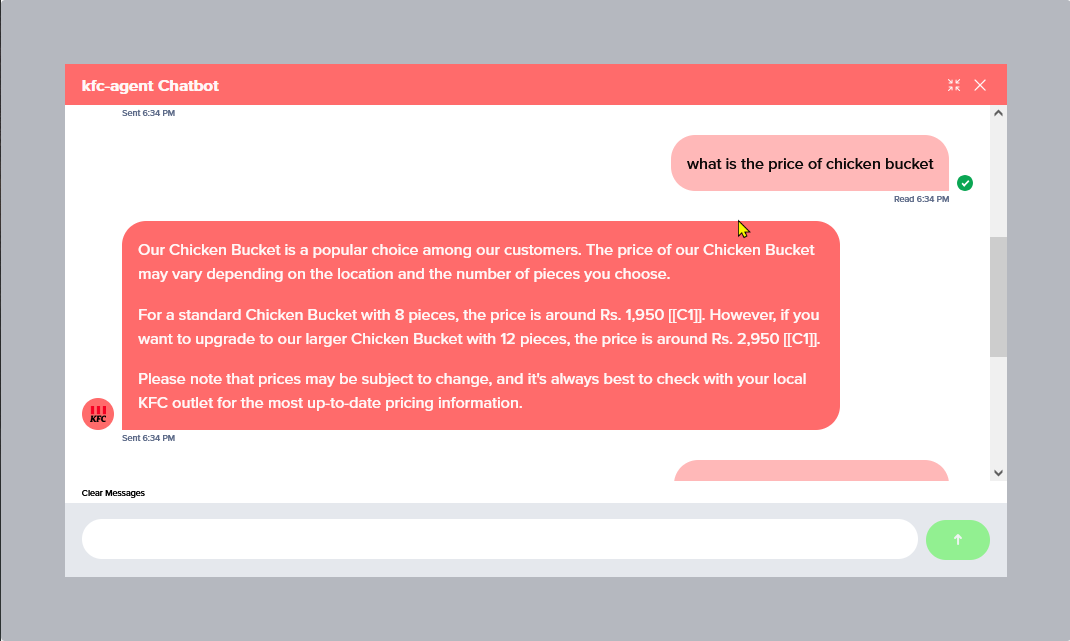 kfc-agent Chatbot
Sent 6:34 PM
what is the price of chicken bucket
Read 6:34 PM
Our Chicken Bucket is a popular choice among our customers. The price of our Chicken Bucket
may vary depending on the location and the number of pieces you choose.
For a standard Chicken Bucket with 8 pieces, the price is around Rs. 1,950 [[C1]]. However, if you
want to upgrade to our larger Chicken Bucket with 12 pieces, the price is around Rs. 2,950 [[C1]].
Please note that prices may be subject to change, and it's always best to check with your local
KFC outlet for the most up-to-date pricing information.
KFC
Sent 6:34 PM
Clear Messages